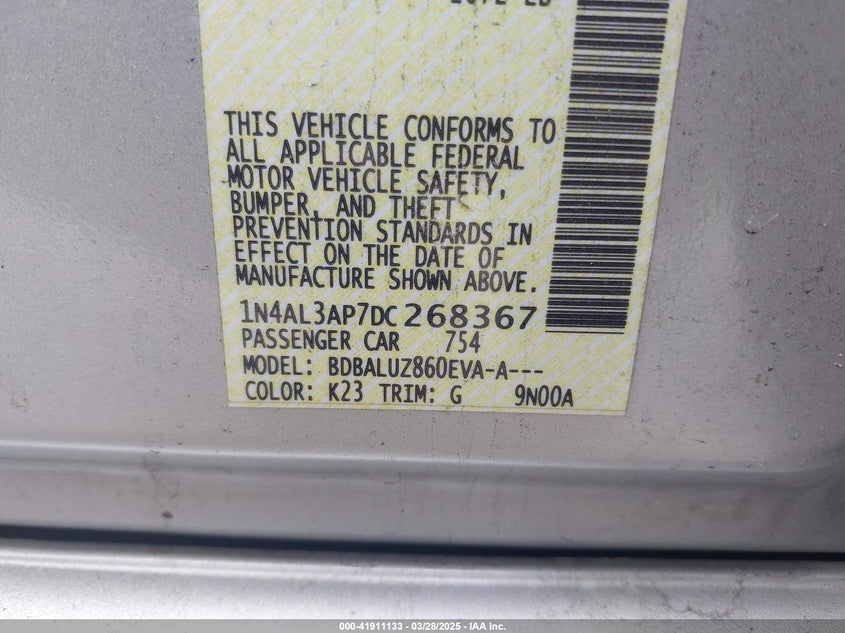 THIS VEHICLE CONFORMS TO
ALL APPLICABLE FEDERAL
MOTOR VEHICLE SAFETY,
BUMPER, AND THEFT
PREVENTION STANDARDS IN
EFFECT ON THE DATE OF
MANUFACTURE SHOWN ABOVE.
1N4AL3AP7DC268367
PASSENGER CAR 754
MODEL: BDBALUZ860EVA-A---
COLOR: K23 TRIM: G 9N00A
000-41911133 - 03/28/2025 - IAA Inc.